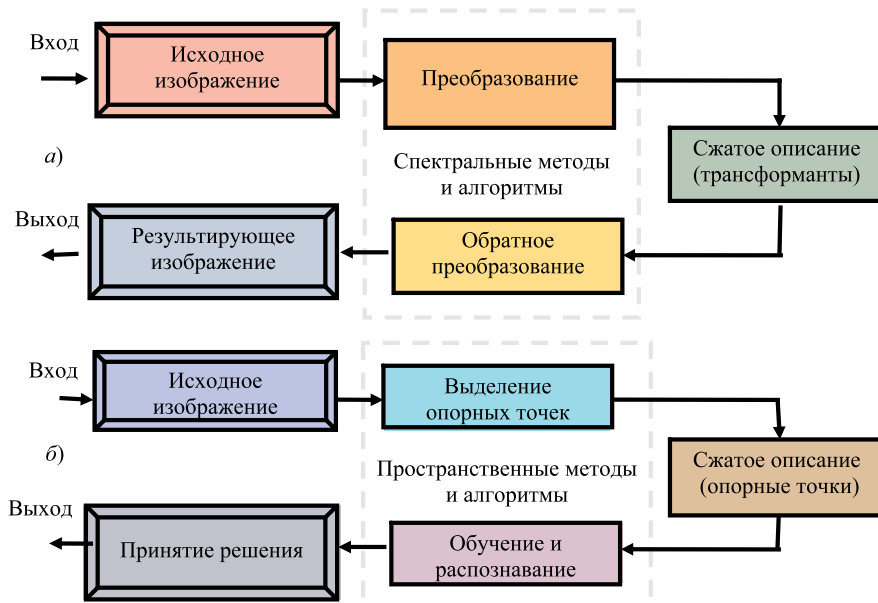 Вход
Исходное
изображение
Преобразование
а)
Спектральные методы
и алгоритмы
Сжатое описание
(трансформанты)
Выход
Результирующее
изображение
Обратное
преобразование
Вход
Исходное
изображение
Выделение
опорных точек
б)
Пространственные методы
и алгоритмы
Сжатое описание
(опорные точки)
Выход
Принятие решения
Обучение и
распознавание